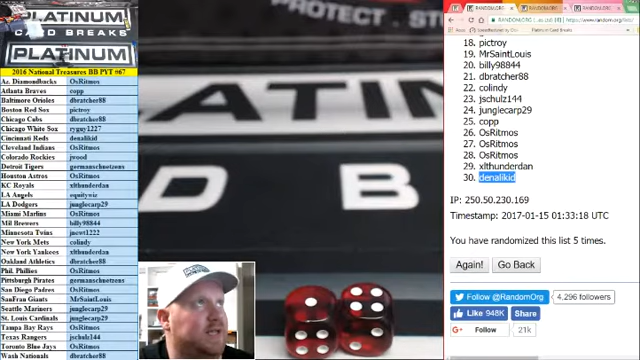 PLATINUM
CARD BREAKS
PLATINUM
2016 National Treasures BB PYT #67
Az. Diamondbacks OsRitmos
Atlanta Braves copp
Baltimore Orioles dbratcher88
Boston Red Sox pictroy
Chicago Cubs dbratcher88
Chicago White Sox ryguy1227
Cincinnati Reds denalikid
Cleveland Indians OsRitmos
Colorado Rockies jwood
Detroit Tigers
Houston Astros OsRitmos
KC Royals xlthunderdan
LA Angels
LA Dodgers junglecarp29
Miami Marlins OsRitmos
Mil Brewers billy98844
Minnesota Twins
New York Mets colindy
New York Yankees xlthunderdan
Oakland Athletics dbratcher88
Phil. Phillies OsRitmos
Pittsburgh Pirates
San Diego Padres OsRitmos
SanFran Giants MrSaintLouis
Seattle Mariners junglecarp29
St. Louis Cardinals junglecarp29
Tampa Bay Rays OsRitmos
Texas Rangers jschulz144
Toronto Blue Jays OsRitmos
Wash Nationals dbratcher88
PROTECT
D B
RANDOM.ORG
18. pictroy
19. MrSaintLouis
20. billy98844
21. dbratcher88
22. colindy
23. jschulz144
24. junglecarp29
25. copp
26. OsRitmos
27. OsRitmos
28. OsRitmos
29. xlthunderdan
30. denalikid
IP: 250.50.230.169
Timestamp: 2017-01-15 01:33:18 UTC
You have randomized this list 5 times.
Again! Go Back
Follow @RandomOrg 4,296 followers
Like 948K Share
G+ Follow 21k